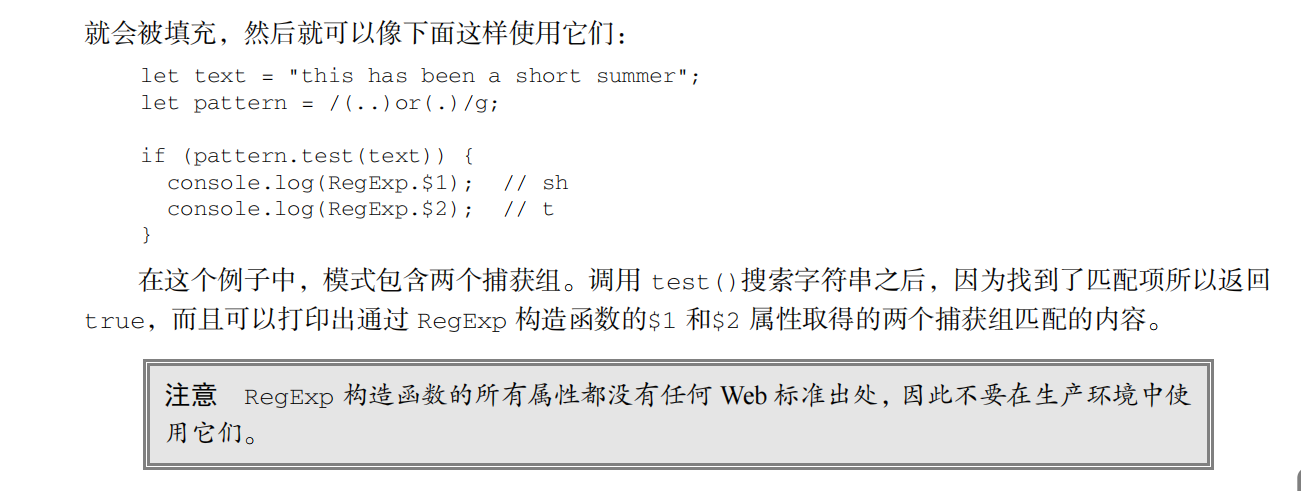 就会被填充，然后就可以像下面这样使用它们：
let text = "this has been a short summer";
let pattern = /(..)or(.)/g;
if (pattern.test(text)) {
console.log(RegExp.$1); // sh
console.log(RegExp.$2); // t
}
在这个例子中，模式包含两个捕获组。调用 test()搜索字符串之后，因为找到了匹配项所以返回
true，而且可以打印出通过 RegExp 构造函数的$1 和$2 属性取得的两个捕获组匹配的内容。
注意 RegExp 构造函数的所有属性都没有任何 Web 标准出处，因此不要在生产环境中使
用它们。